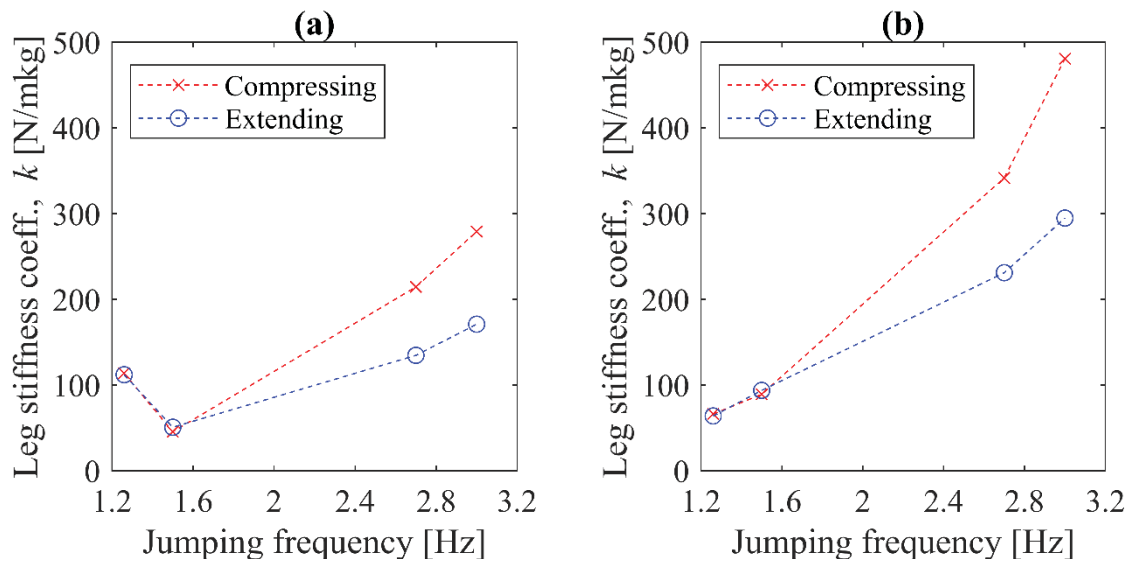 (a)
Leg stiffness coeff., k [N/mkg]
500
400
300
200
100
0
Compressing
Extending
1.2 1.6 2 2.4 2.8 3.2
Jumping frequency [Hz]
(b)
Leg stiffness coeff., k [N/mkg]
500
400
300
200
100
0
Compressing
Extending
1.2 1.6 2 2.4 2.8 3.2
Jumping frequency [Hz]